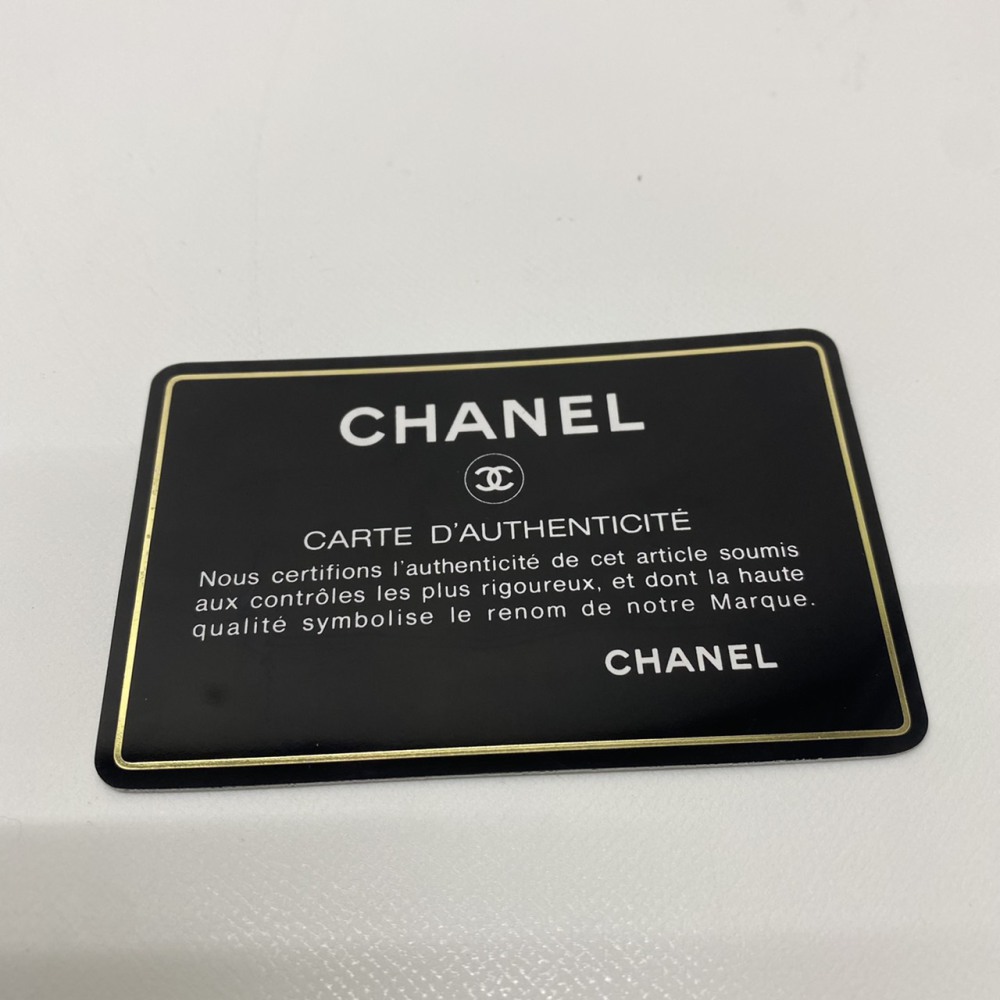 CHANEL
CARTE D'AUTHENTICITÉ
Nous certifions l'authenticité de cet article soumis
aux contrôles les plus rigoureux, et dont la haute
qualité symbolise le renom de notre Marque.
CHANEL